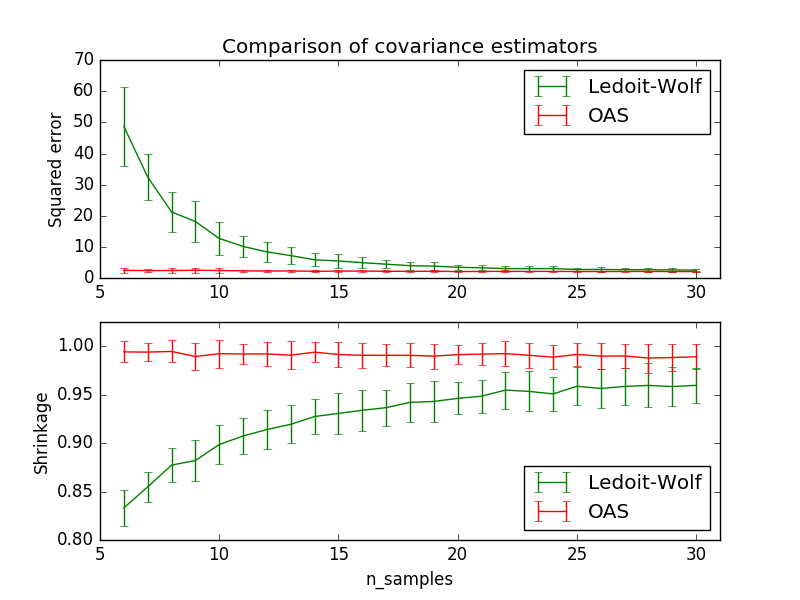 Comparison of covariance estimators
70
60
50
40
30
20
10
0
Squared error
Ledoit-Wolf
OAS
5 10 15 20 25 30
1.00
0.95
0.90
0.85
0.80
Shrinkage
Ledoit-Wolf
OAS
5 10 15 20 25 30
n_samples